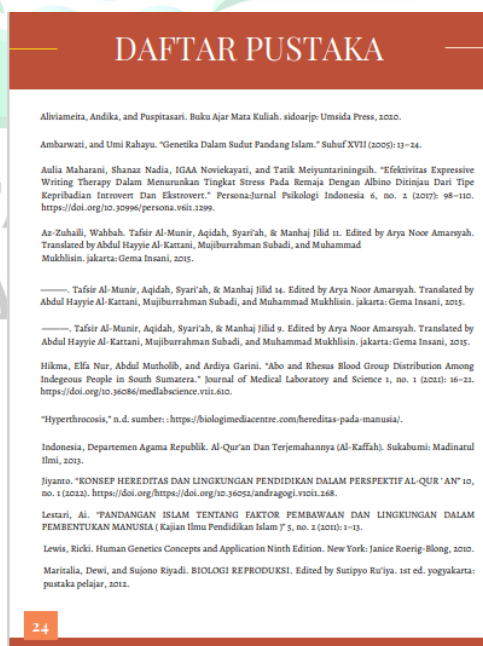 DAFTAR PUSTAKA
Aliviameita, Andika, and Puspitasari. Buku Ajar Mata Kuliah. sidoarjp: Umsida Press, 2020.
Ambarwati, and Umi Rahayu. “Genetika Dalam Sudut Pandang Islam.” Suhuf XVII (2005): 13–24.
Aulia Maharani, Shanaz Nadia, IGAA Noviekayati, and Tatik Meiyuntariningsih. “Efektivitas Expressive
Writing Therapy Dalam Menurunkan Tingkat Stress Pada Remaja Dengan Albino Ditinjau Dari Tipe
Kepribadian Introvert Dan Ekstrovert.” Persona:Jurnal Psikologi Indonesia 6, no. 2 (2017): 98–110.
https://doi.org/10.30996/persona.v6i1.1299.
Az-Zuhaili, Wahbah. Tafsir Al-Munir, Aqidah, Syari’ah, & Manhaj Jilid 11. Edited by Arya Noor Amarsyah.
Translated by Abdul Hayyie Al-Kattani, Mujiburrahman Subadi, and Muhammad
Mukhlisin. jakarta: Gema Insani, 2015.
———. Tafsir Al-Munir, Aqidah, Syari’ah, & Manhaj Jilid 14. Edited by Arya Noor Amarsyah. Translated by
Abdul Hayyie Al-Kattani, Mujiburrahman Subadi, and Muhammad Mukhlisin. jakarta: Gema Insani, 2015.
———. Tafsir Al-Munir, Aqidah, Syari’ah, & Manhaj Jilid 9. Edited by Arya Noor Amarsyah. Translated by
Abdul Hayyie Al-Kattani, Mujiburrahman Subadi, and Muhammad Mukhlisin. jakarta: Gema Insani, 2015.
Hikma, Elfa Nur, Abdul Mutholib, and Ardiya Garini. “Abo and Rhesus Blood Group Distribution Among
Indegeous People in South Sumatera.” Journal of Medical Laboratory and Science 1, no. 1 (2021): 16–21.
https://doi.org/10.36086/medlabscience.v1i1.610.
“Hyperthrocosis,” n.d. sumber: : https://biologimediacentre.com/hereditas-pada-manusia/.
Indonesia, Departemen Agama Republik. Al-Qur’an Dan Terjemahannya (Al-Kaffah). Sukabumi: Madinatul
Ilmi, 2013.
Jiyanto. “KONSEP HEREDITAS DAN LINGKUNGAN PENDIDIKAN DALAM PERSPEKTIF AL-QUR ’ AN” 10,
no. 1 (2022). https://doi.org/https://doi.org/10.36052/andragogi.v10i1.268.
Lestari, Ai. “PANDANGAN ISLAM TENTANG FAKTOR PEMBAWAAN DAN LINGKUNGAN DALAM
PEMBENTUKAN MANUSIA ( Kajian Ilmu Pendidikan Islam )” 5, no. 2 (2011): 1–13.
Lewis, Ricki. Human Genetics Concepts and Application Ninth Edition. New York: Janice Roerig-Blong, 2010.
Maritalia, Dewi, and Sujono Riyadi. BIOLOGI REPRODUKSI. Edited by Sutipyo Ru’iya. 1st ed. yogyakarta:
pustaka pelajar, 2012.
24